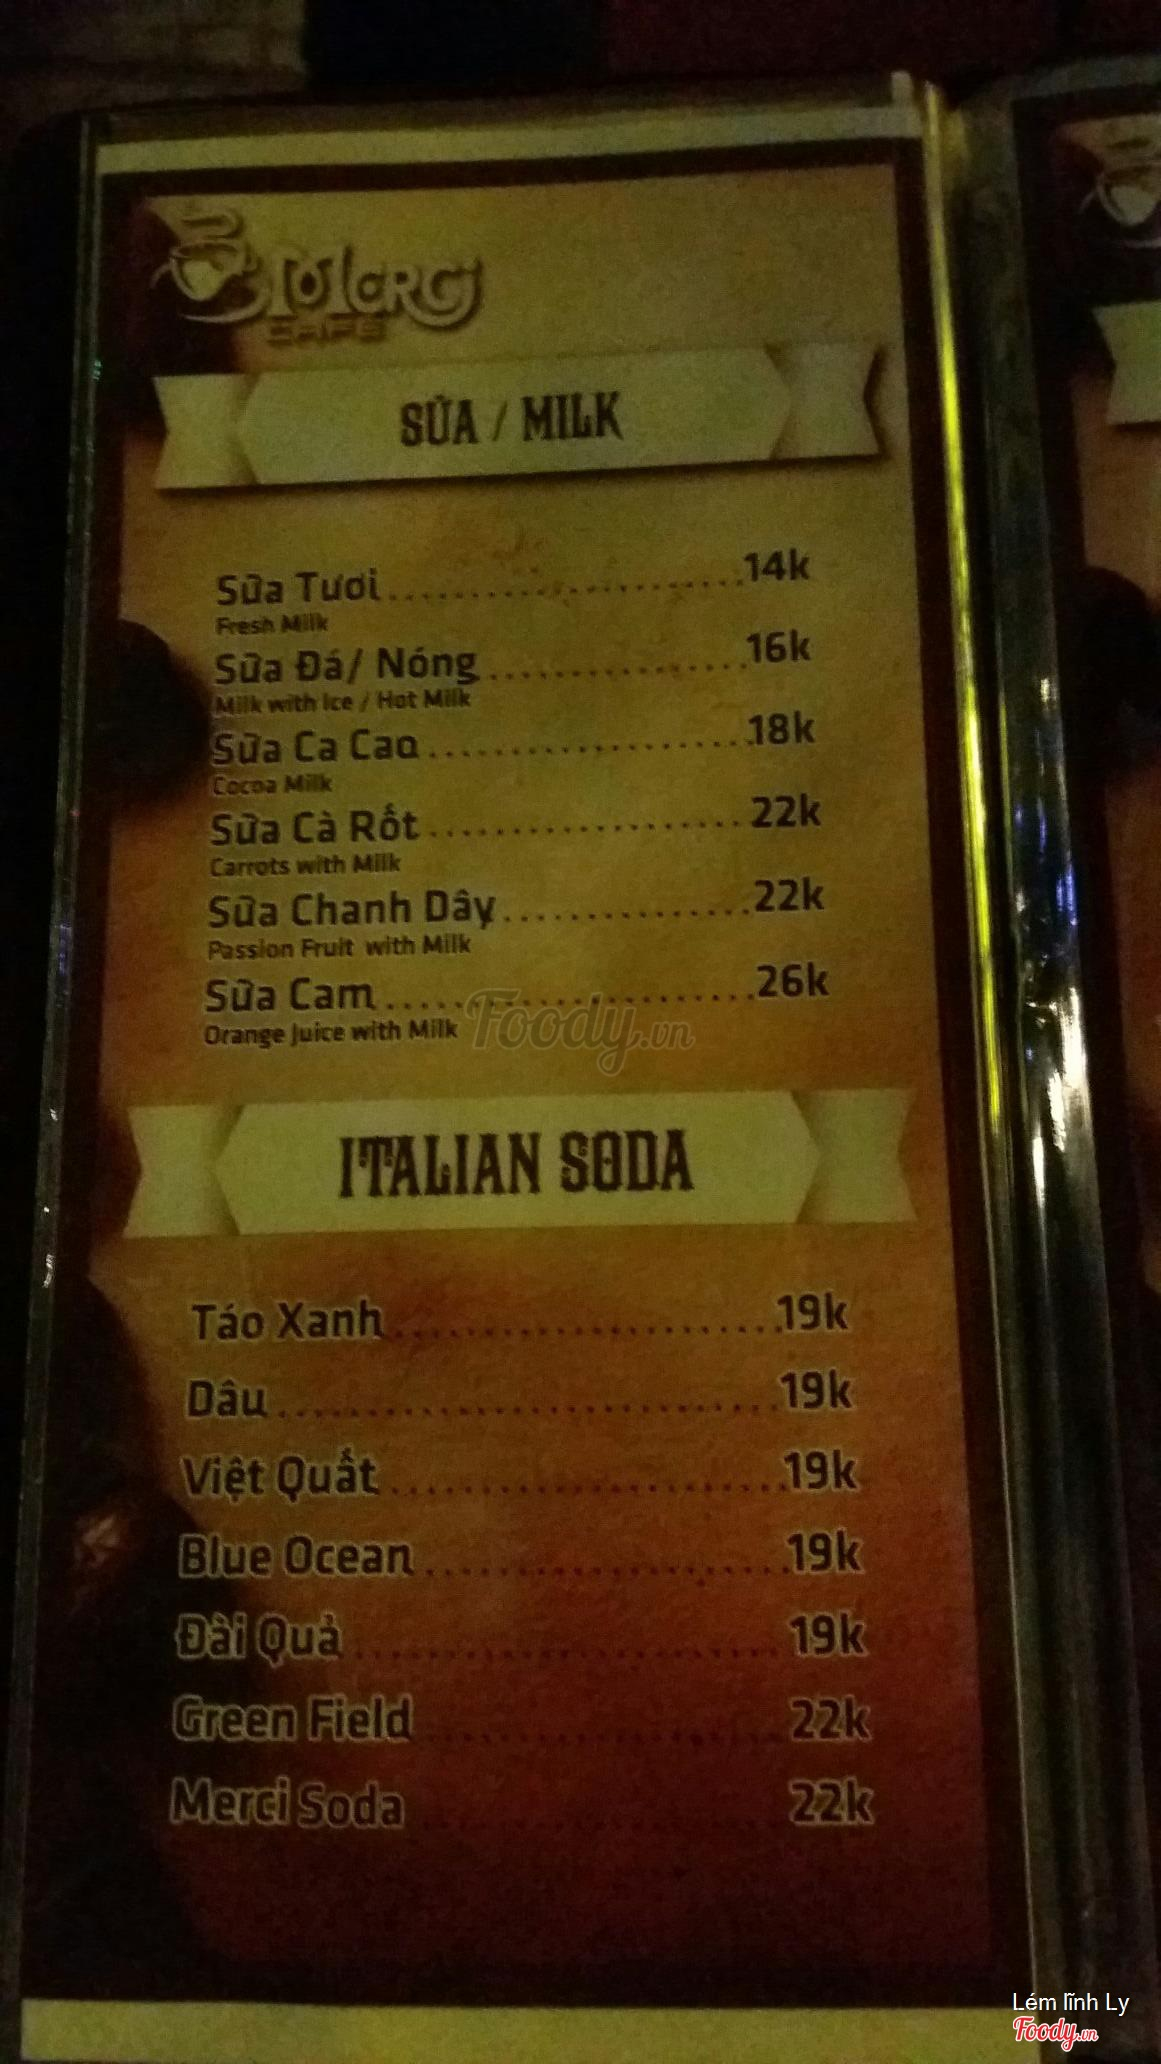 Merci
CAFE
SỮA / MILK
Sữa Tươi.......................14k
Fresh Milk
Sữa Đá/ Nóng.................16k
Milk with Ice / Hot Milk
Sữa Ca Cao.....................18k
Cocoa Milk
Sữa Cà Rốt.....................22k
Carrots with Milk
Sữa Chanh Dây................22k
Passion Fruit with Milk
Sữa Cam........................26k
Orange Juice with Milk
Foody.vn
ITALIAN SODA
Táo Xanh.......................19k
Dâu..............................19k
Việt Quất.......................19k
Blue Ocean.....................19k
Đài Quả.........................19k
Green Field.....................22k
Merci Soda......................22k
Lém lĩnh Ly
Foody.vn